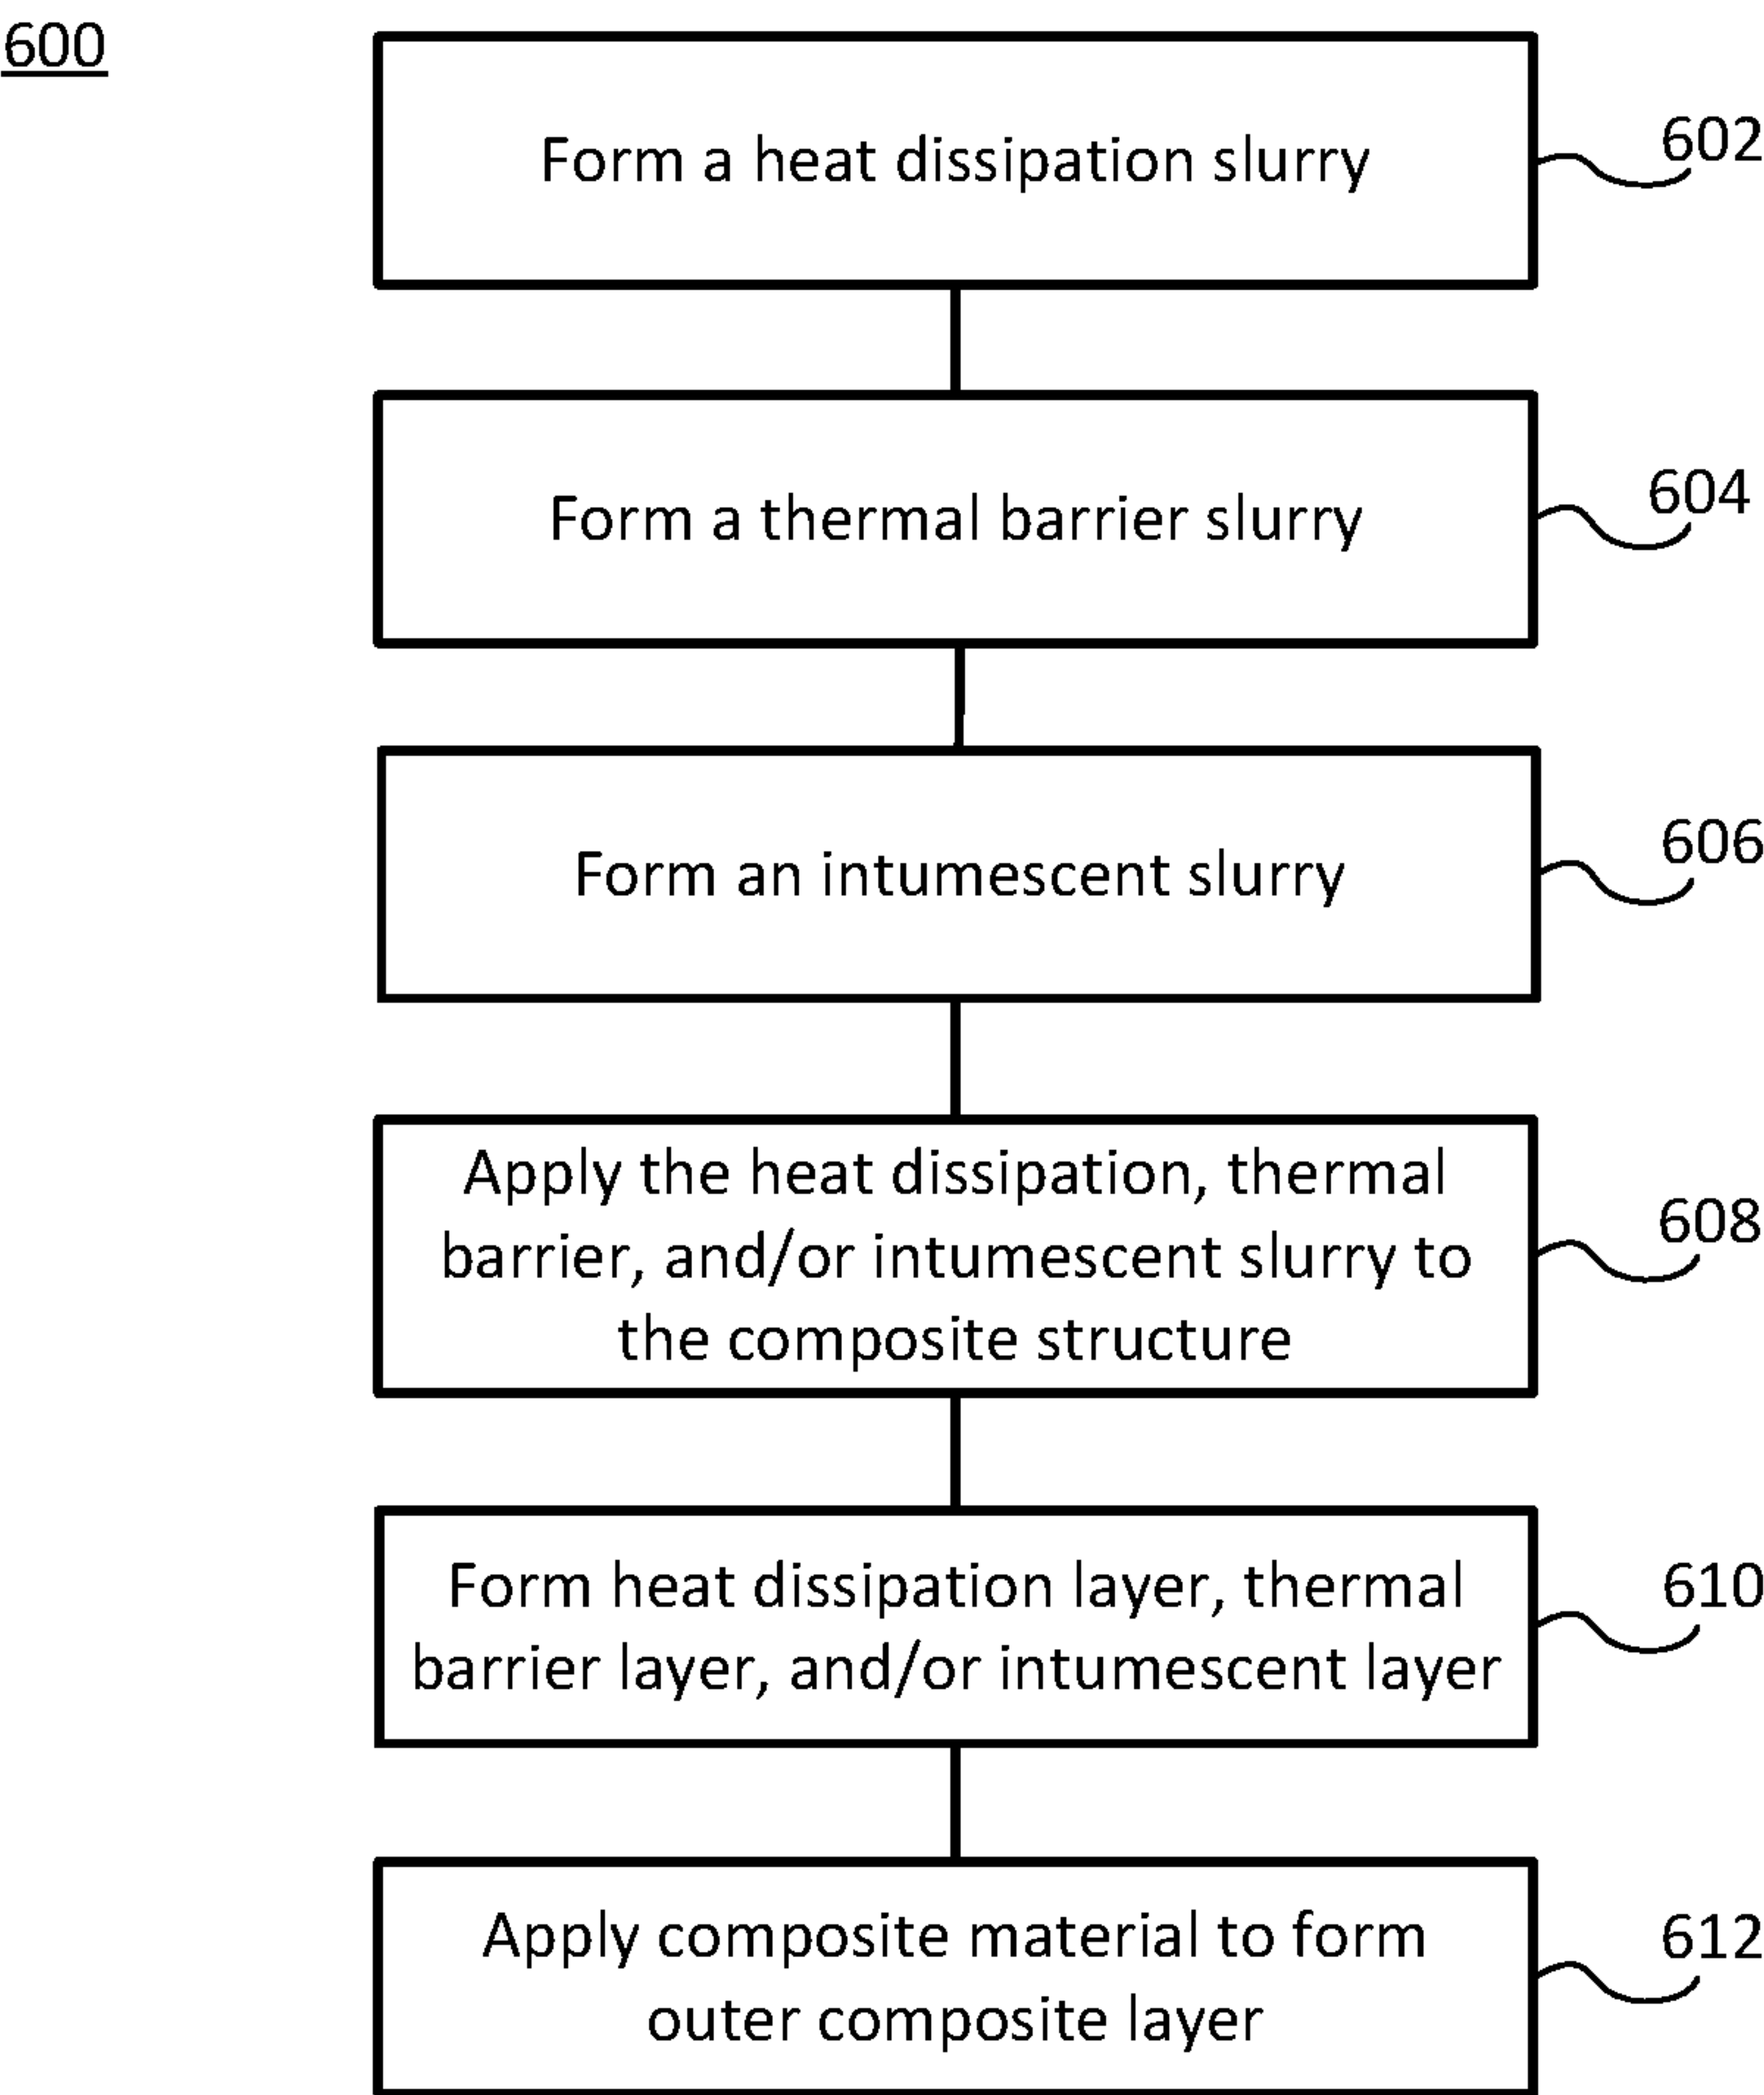 600
Form a heat dissipation slurry
602
Form a thermal barrier slurry
604
Form an intumescent slurry
606
Apply the heat dissipation, thermal
barrier, and/or intumescent slurry to
the composite structure
608
Form heat dissipation layer, thermal
barrier layer, and/or intumescent layer
610
Apply composite material to form
outer composite layer
612